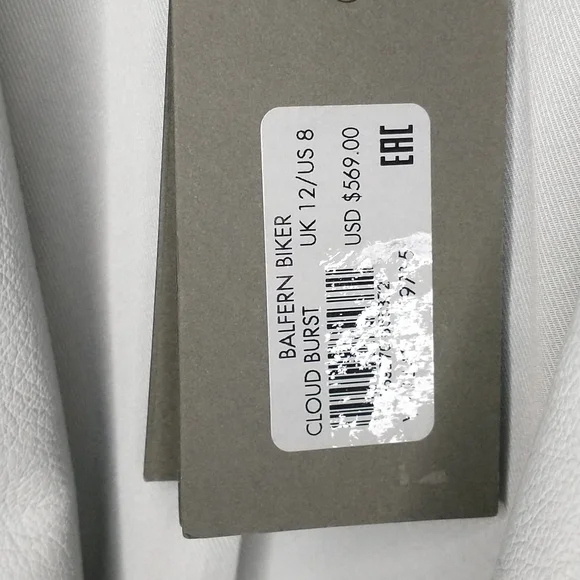 BALFERN BIKER
CLOUD BURST UK 12/US 8
USD $569.00
EAC